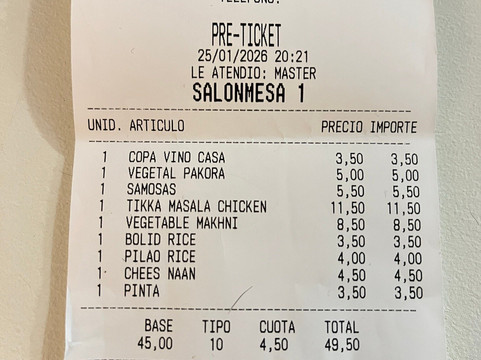 TELEFONO:
PRE-TICKET
25/01/2026 20:21
LE ATENDIO: MASTER
SALONMESA 1
UNID. ARTICULO PRECIO IMPORTE
1 COPA VINO CASA 3,50 3,50
1 VEGETAL PAKORA 5,00 5,00
1 SAMOSAS 5,50 5,50
1 TIKKA MASALA CHICKEN 11,50 11,50
1 VEGETABLE MAKHNI 8,50 8,50
1 BOLID RICE 3,50 3,50
1 PILAO RICE 4,00 4,00
1 CHEES NAAN 4,50 4,50
1 PINTA 3,50 3,50
BASE TIPO CUOTA TOTAL
45,00 10 4,50 49,50